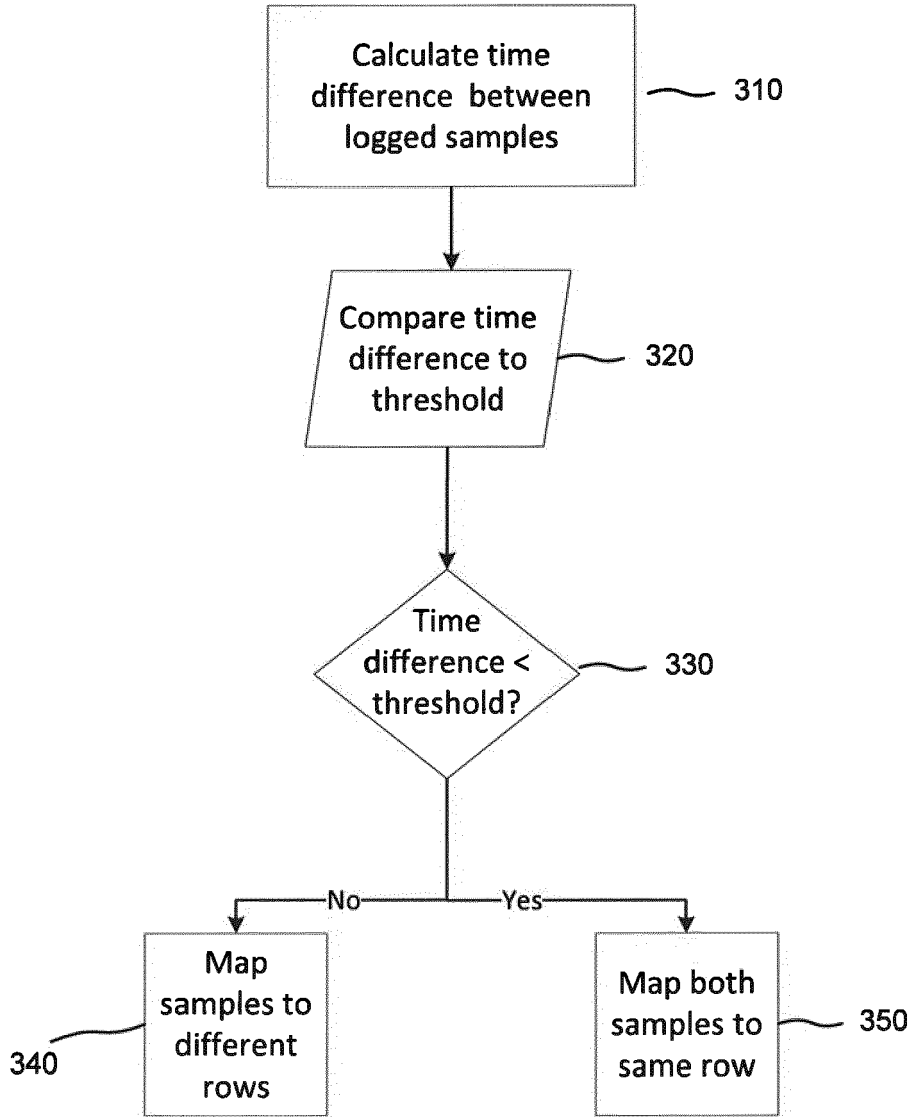 Calculate time
difference between
logged samples
310
Compare time
difference to
threshold
320
Time
difference <
threshold?
330
No
Yes
Map
samples to
different
rows
340
Map both
samples to
same row
350